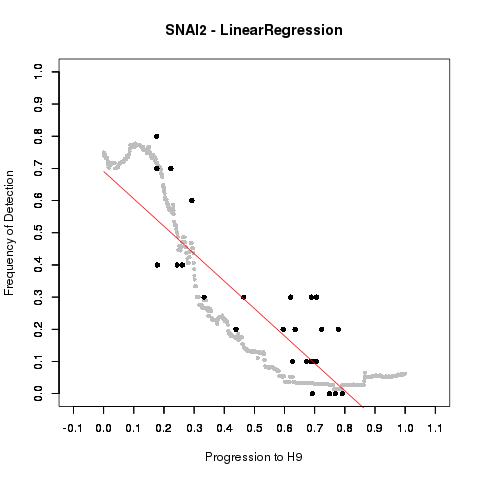 SNAI2 - LinearRegression
1.0
0.9
0.8
0.7
0.6
0.5
0.4
0.3
0.2
0.1
0.0
Frequency of Detection
-0.1 0.0 0.1 0.2 0.3 0.4 0.5 0.6 0.7 0.8 0.9 1.0 1.1
Progression to H9